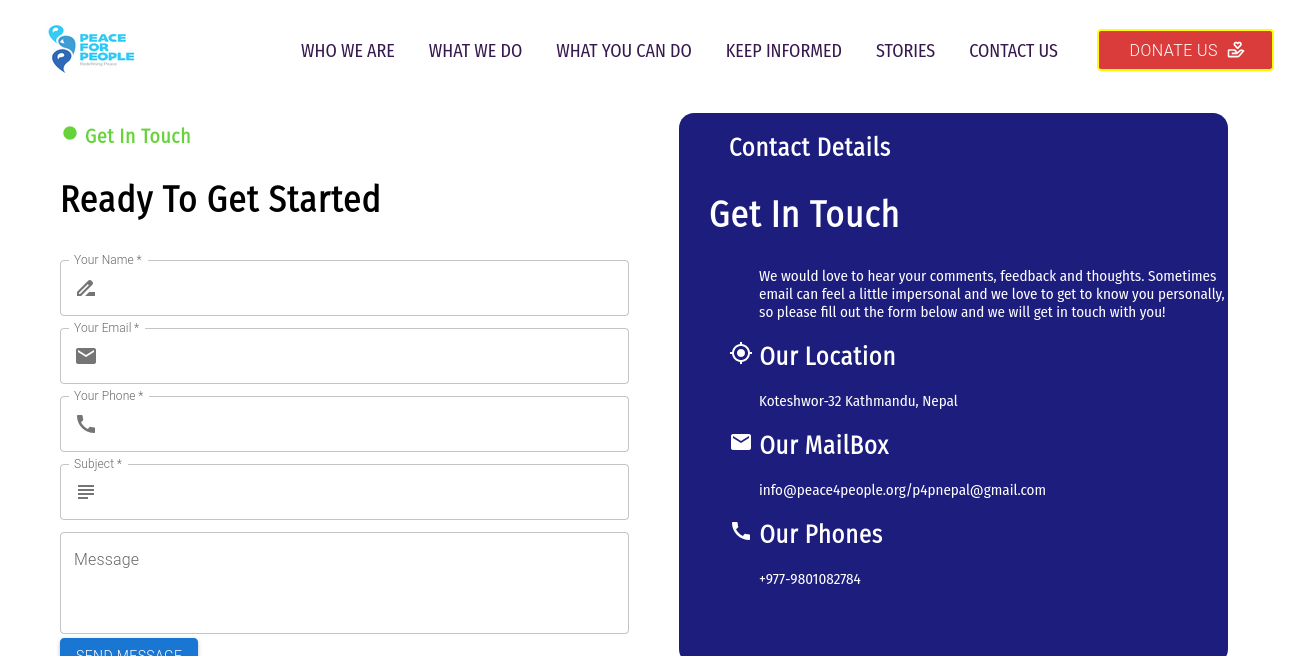 PEACE
FOR
PEOPLE
Redefining Peace
WHO WE ARE
WHAT WE DO
WHAT YOU CAN DO
KEEP INFORMED
STORIES
CONTACT US
DONATE US
Get In Touch
Ready To Get Started
Your Name *
Your Email *
Your Phone *
Subject *
Message
SEND MESSAGE
Contact Details
Get In Touch
We would love to hear your comments, feedback and thoughts. Sometimes
email can feel a little impersonal and we love to get to know you personally,
so please fill out the form below and we will get in touch with you!
Our Location
Koteshwor-32 Kathmandu, Nepal
Our MailBox
info@peace4people.org/p4pnepal@gmail.com
Our Phones
+977-9801082784